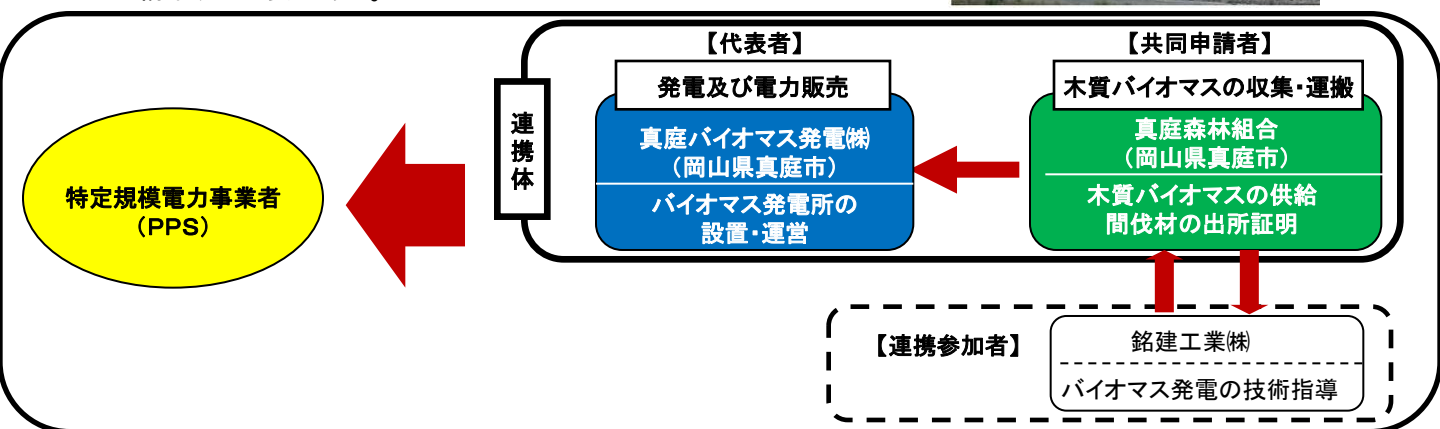 【代表者】
【共同申請者】
発電及び電力販売
木質バイオマスの収集・運搬
連携体
真庭バイオマス発電㈱
(岡山県真庭市)
バイオマス発電所の
設置・運営
真庭森林組合
(岡山県真庭市)
木質バイオマスの供給
間伐材の出所証明
特定規模電力事業者
(PPS)
【連携参加者】
銘建工業㈱
バイオマス発電の技術指導